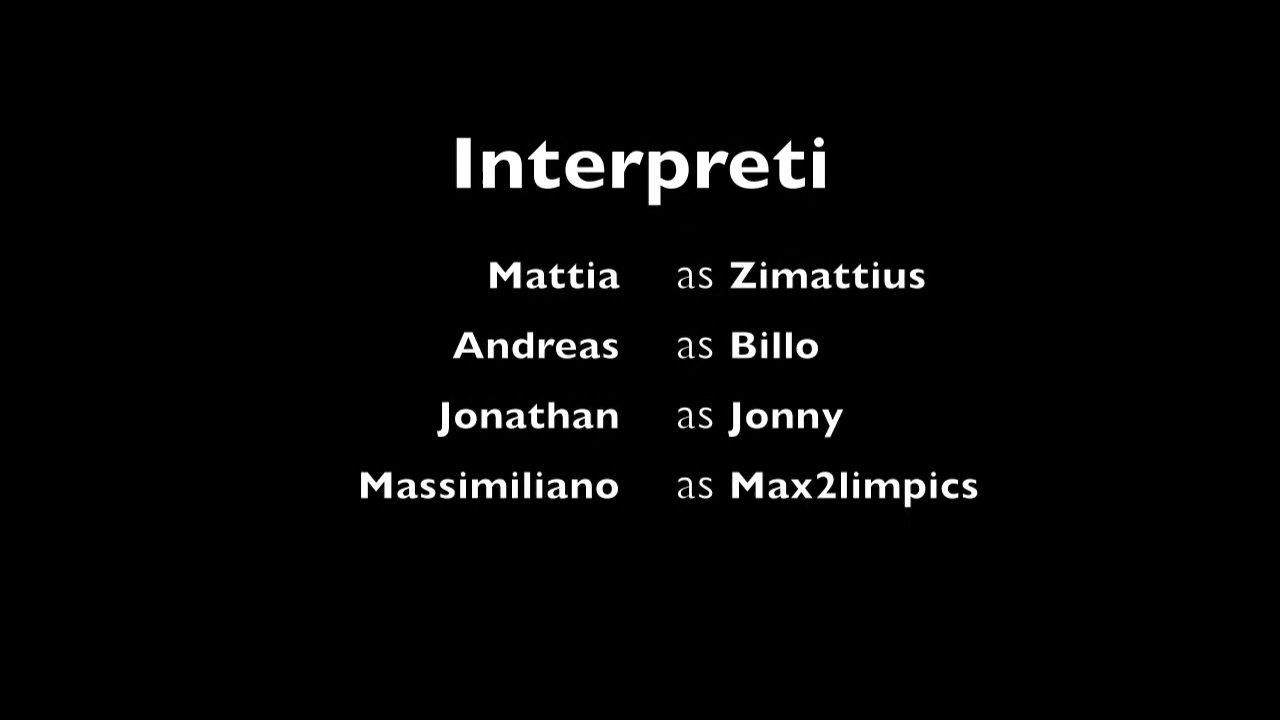 Interpreti
Mattia as Zimattius
Andreas as Billo
Jonathan as Jonny
Massimiliano as Max2limpics